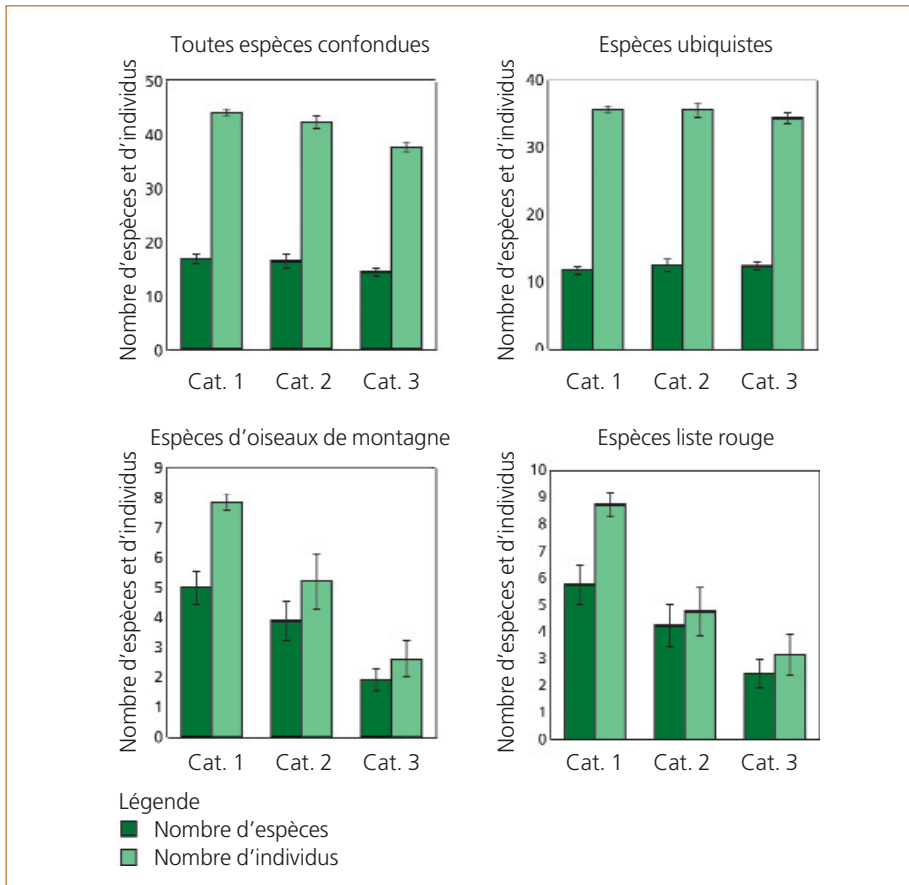 Toutes espèces confondues
Nombre d'espèces et d'individus
50
40
30
20
10
0
Cat. 1 Cat. 2 Cat. 3
Espèces ubiquistes
Nombre d'espèces et d'individus
40
30
20
10
0
Cat. 1 Cat. 2 Cat. 3
Espèces d'oiseaux de montagne
Nombre d'espèces et d'individus
9
8
7
6
5
4
3
2
1
0
Cat. 1 Cat. 2 Cat. 3
Espèces liste rouge
Nombre d'espèces et d'individus
10
9
8
7
6
5
4
3
2
1
0
Cat. 1 Cat. 2 Cat. 3
Légende
Nombre d'espèces
Nombre d'individus